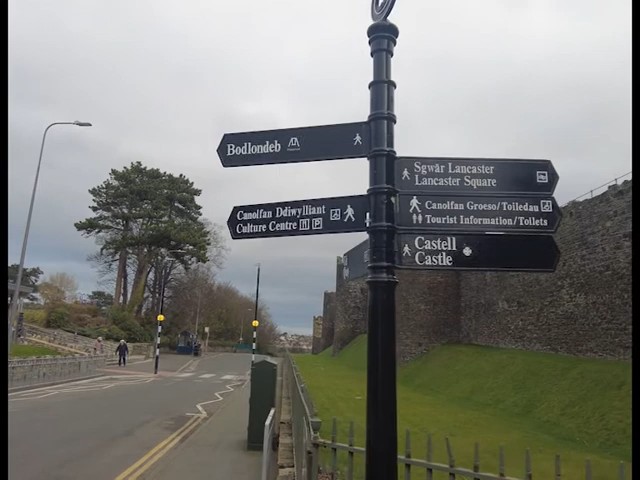 Bodlondeb
Canolfan Ddiwylliant
Culture Centre P
Sgwâr Lancaster
Lancaster Square
Canolfan Groeso/Toiledau
Tourist Information/Toilets
Castell
Castle